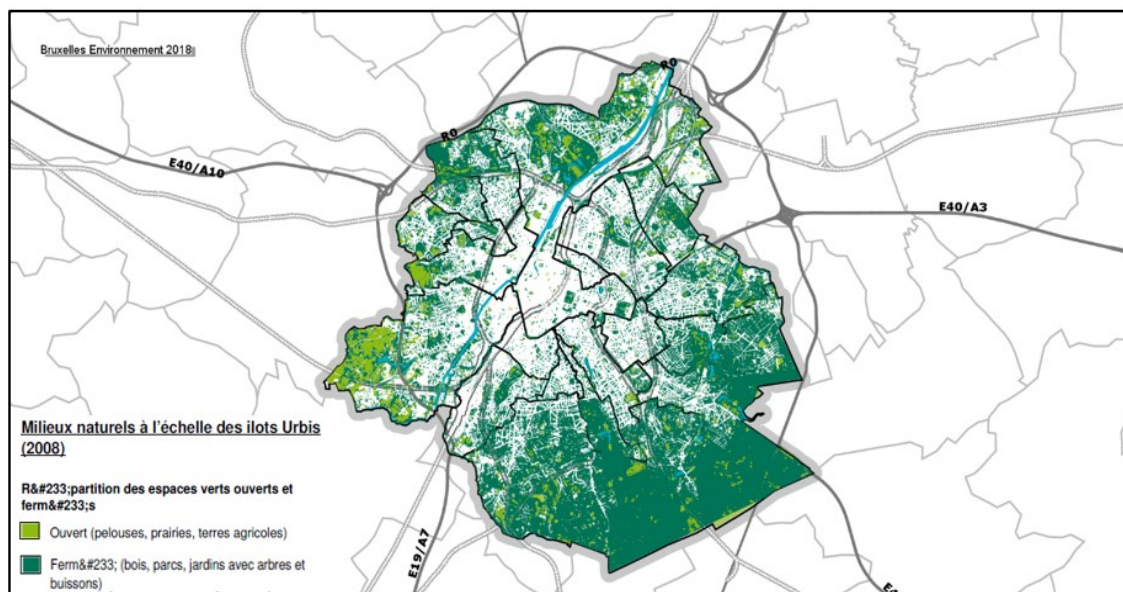 Bruxelles Environnement 2018
R0
R0
E40/A10
E40/A3
Milieux naturels à l'échelle des ilots Urbis
(2008)
R&#233;partition des espaces verts ouverts et
ferm&#233;s
Ouvert (pelouses, prairies, terres agricoles)
Ferm&#233; (bois, parcs, jardins avec arbres et
buissons)
E19/A7